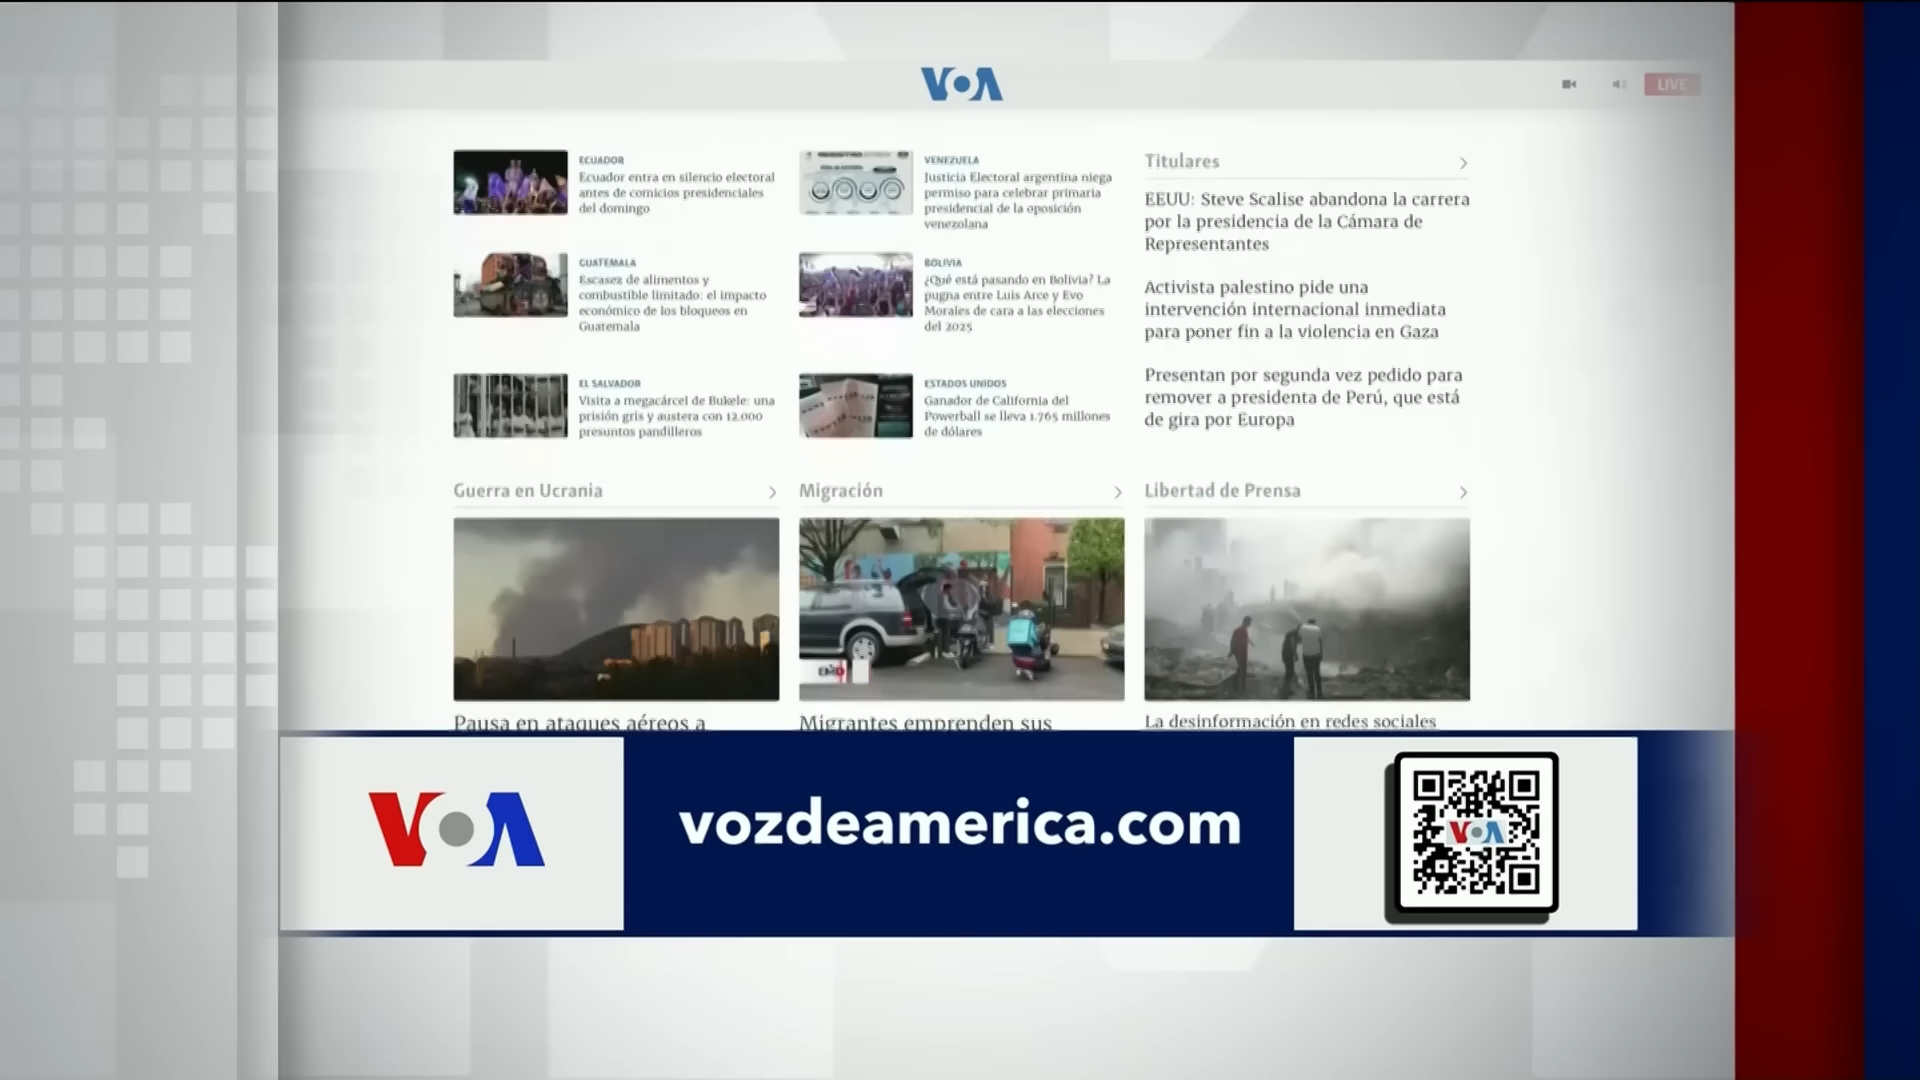 VOA
LIVE
ECUADOR
Ecuador entra en silencio electoral
antes de comicios presidenciales
del domingo
VENEZUELA
Justicia Electoral argentina niega
permiso para celebrar primaria
presidencial de la oposición
venezolana
Titulares
EEUU: Steve Scalise abandona la carrera
por la presidencia de la Cámara de
Representantes
GUATEMALA
Escasez de alimentos y
combustible limitado: el impacto
económico de los bloqueos en
Guatemala
BOLIVIA
¿Qué está pasando en Bolivia? La
pugna entre Luis Arce y Evo
Morales de cara a las elecciones
del 2025
Activista palestino pide una
intervención internacional inmediata
para poner fin a la violencia en Gaza
EL SALVADOR
Visita a megacárcel de Bukele: una
prisión gris y austera con 12.000
presuntos pandilleros
ESTADOS UNIDOS
Ganador de California del
Powerball se lleva 1.765 millones
de dólares
Presentan por segunda vez pedido para
remover a presidenta de Perú, que está
de gira por Europa
Guerra en Ucrania
Migración
Libertad de Prensa
Pausa en ataques aéreos a
Migrantes emprenden sus
La desinformación en redes sociales
VOA
vozdeamerica.com
VOA